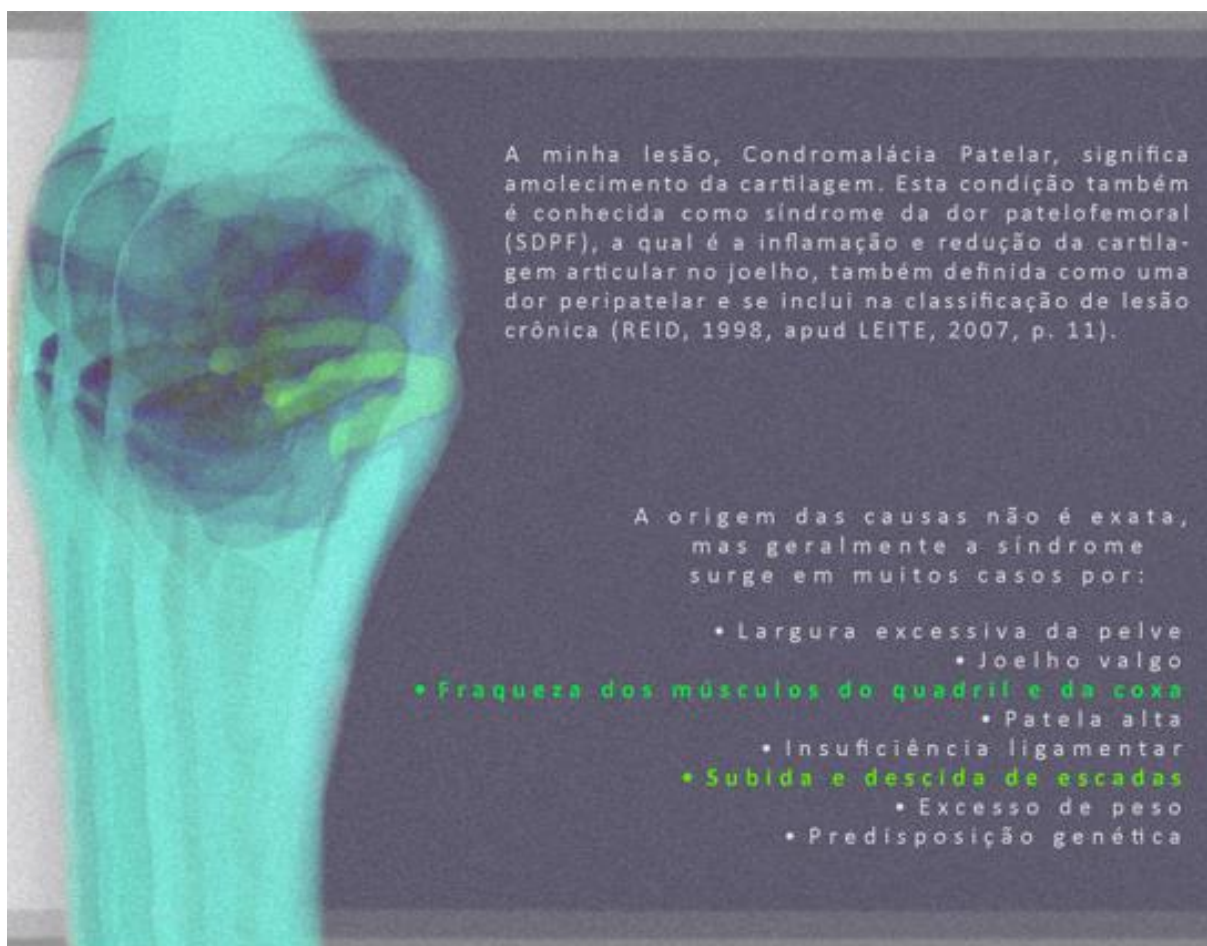 A minha lesão, Condromalácia Patelar, significa
amolecimento da cartilagem. Esta condição também
é conhecida como síndrome da dor patelofemoral
(SDPF), a qual é a inflamação e redução da cartila-
gem articular no joelho, também definida como uma
dor peripatelar e se inclui na classificação de lesão
crônica (REID, 1998, apud LEITE, 2007, p. 11).
A origem das causas não é exata,
mas geralmente a síndrome
surge em muitos casos por:
• Largura excessiva da pelve
• Joelho valgo
• Fraqueza dos músculos do quadril e da coxa
• Patela alta
• Insuficiência ligamentar
• Subida e descida de escadas
• Excesso de peso
• Predisposição genética